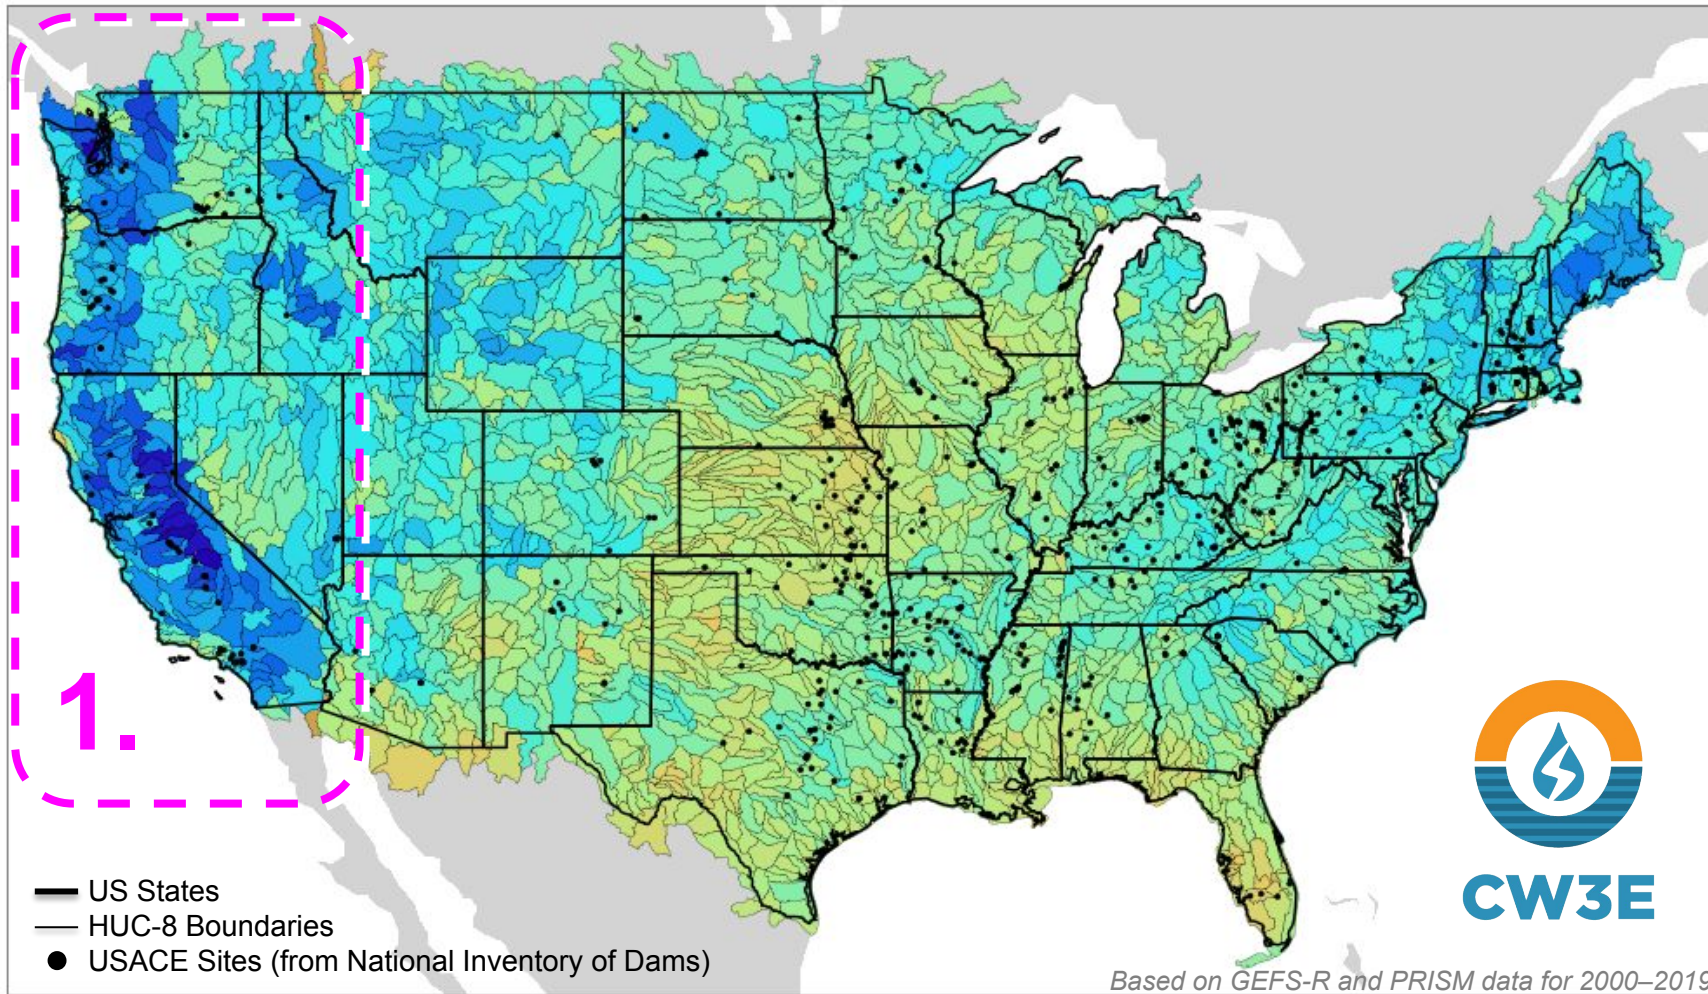 1.
US States
HUC-8 Boundaries
USACE Sites (from National Inventory of Dams)
CW3E
Based on GEFS-R and PRISM data for 2000–2019